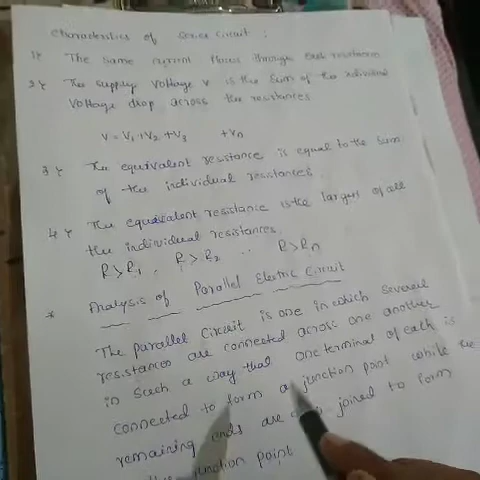 Characteristics of Series Circuit :
1) The same current flows through each resistance
2) The supply voltage V is the sum of the individual
voltage drop across the resistances
V = V1 + V2 + V3 + Vn
3) The equivalent resistance is equal to the sum
of the individual resistances.
4) The equivalent resistance is the largest of all
the individual resistances.
R > R1 , R > R2 .. R > Rn
* Analysis of Parallel Electric Circuit
The parallel circuit is one in which several
resistances are connected across one another
in such a way that one terminal of each is
connected to form a junction point while the
remaining ends are joined to form
the junction point